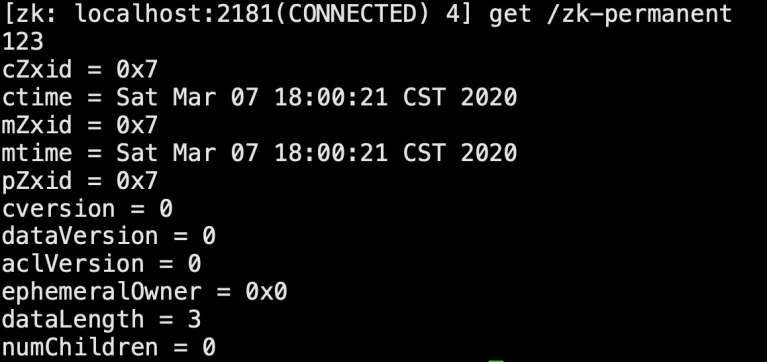 [zk: localhost:2181(CONNECTED) 4] get /zk-permanent
123
cZxid = 0x7
ctime = Sat Mar 07 18:00:21 CST 2020
mZxid = 0x7
mtime = Sat Mar 07 18:00:21 CST 2020
pZxid = 0x7
cversion = 0
dataVersion = 0
aclVersion = 0
ephemeralOwner = 0x0
dataLength = 3
numChildren = 0